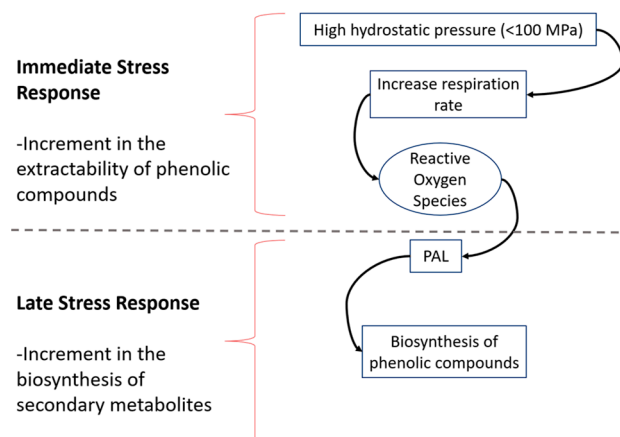 High hydrostatic pressure (<100 MPa)
Immediate Stress
Response
Increase respiration
rate
-Increment in the
extractability of phenolic
compounds
Reactive
Oxygen
Species
PAL
Late Stress Response
-Increment in the
biosynthesis of
secondary metabolites
Biosynthesis of
phenolic compounds